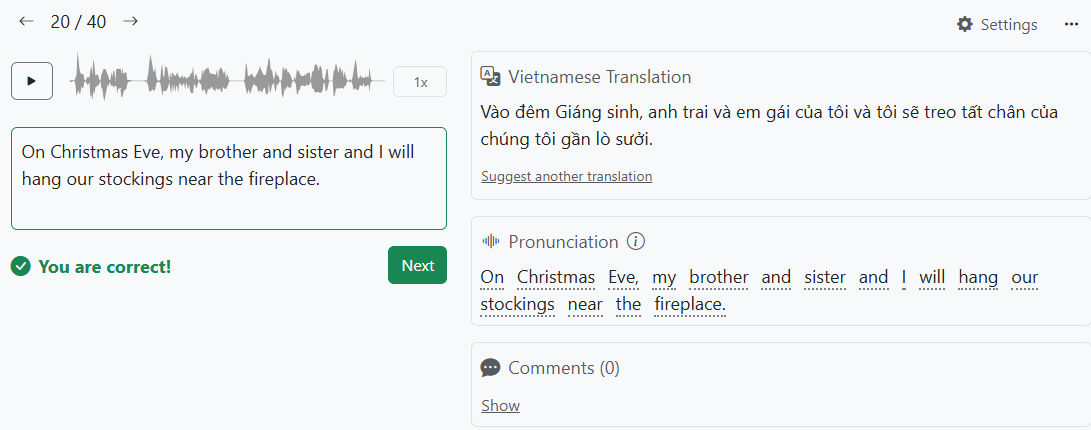 ← 20 / 40 →
Settings
1x
On Christmas Eve, my brother and sister and I will
hang our stockings near the fireplace.
You are correct!
Next
Vietnamese Translation
Vào đêm Giáng sinh, anh trai và em gái của tôi và tôi sẽ treo tất chân của
chúng tôi gần lò sưởi.
Suggest another translation
Pronunciation
On Christmas Eve, my brother and sister and I will hang our
stockings near the fireplace.
Comments (0)
Show